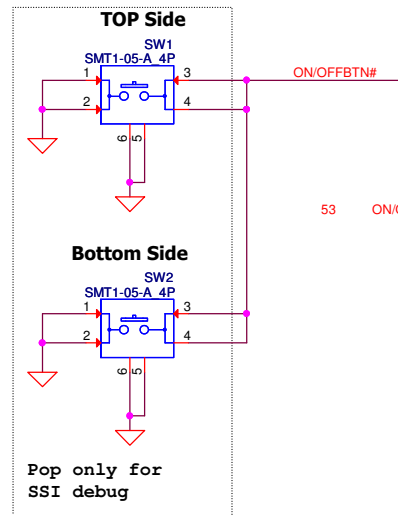 TOP Side
SW1
SMT1-05-A_4P
1
3
ON/OFFBTN#
2
4
6
5
53
ON/
Bottom Side
SW2
SMT1-05-A_4P
1
3
2
4
6
5
Pop only for
SSI debug